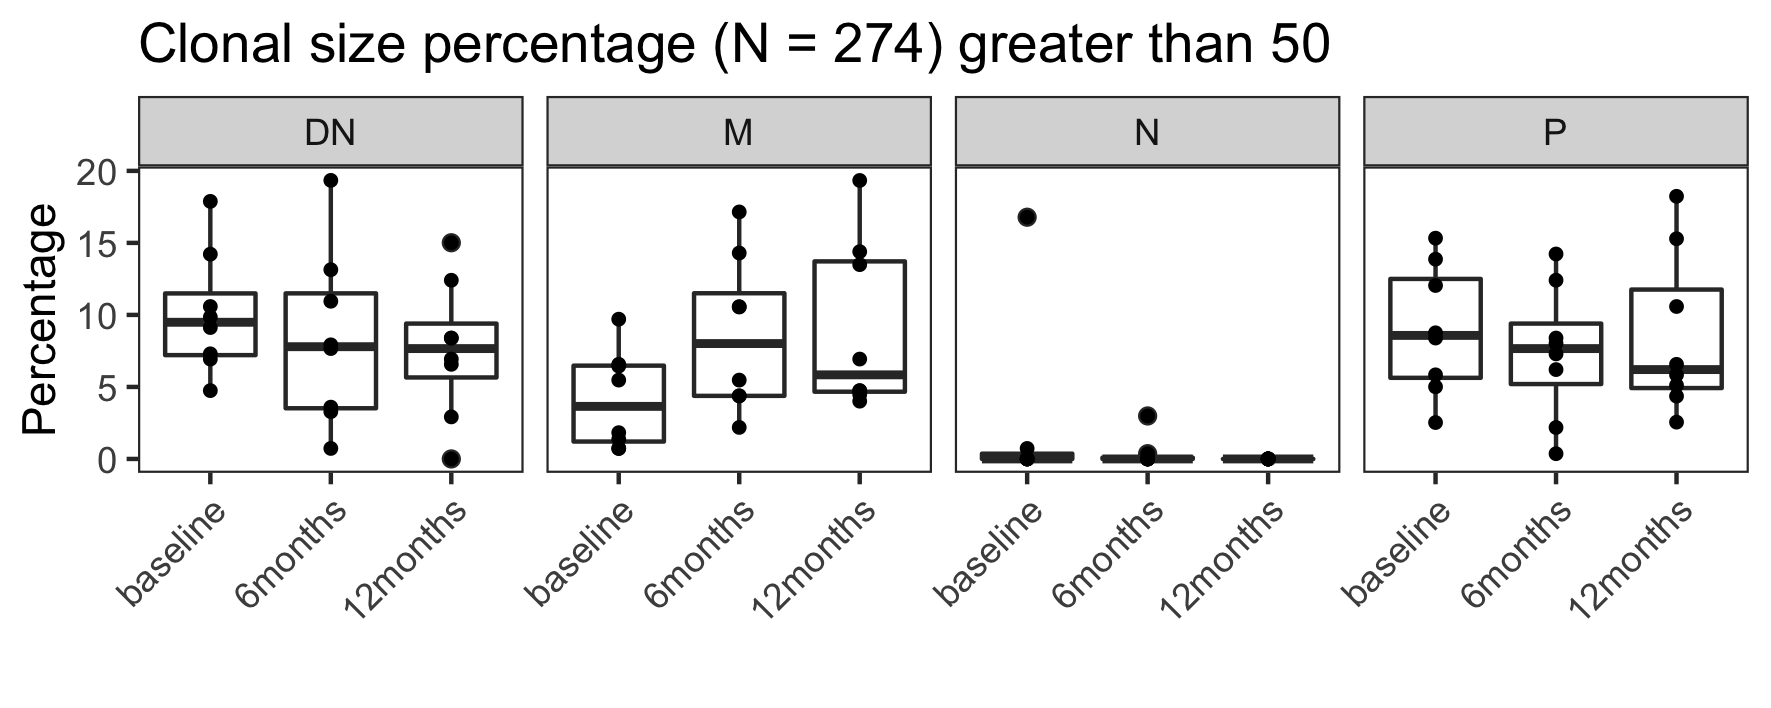 Clonal size percentage (N = 274) greater than 50
DN M N P
Percentage
20
15
10
5
0
baseline 6months 12months baseline 6months 12months baseline 6months 12months baseline 6months 12months